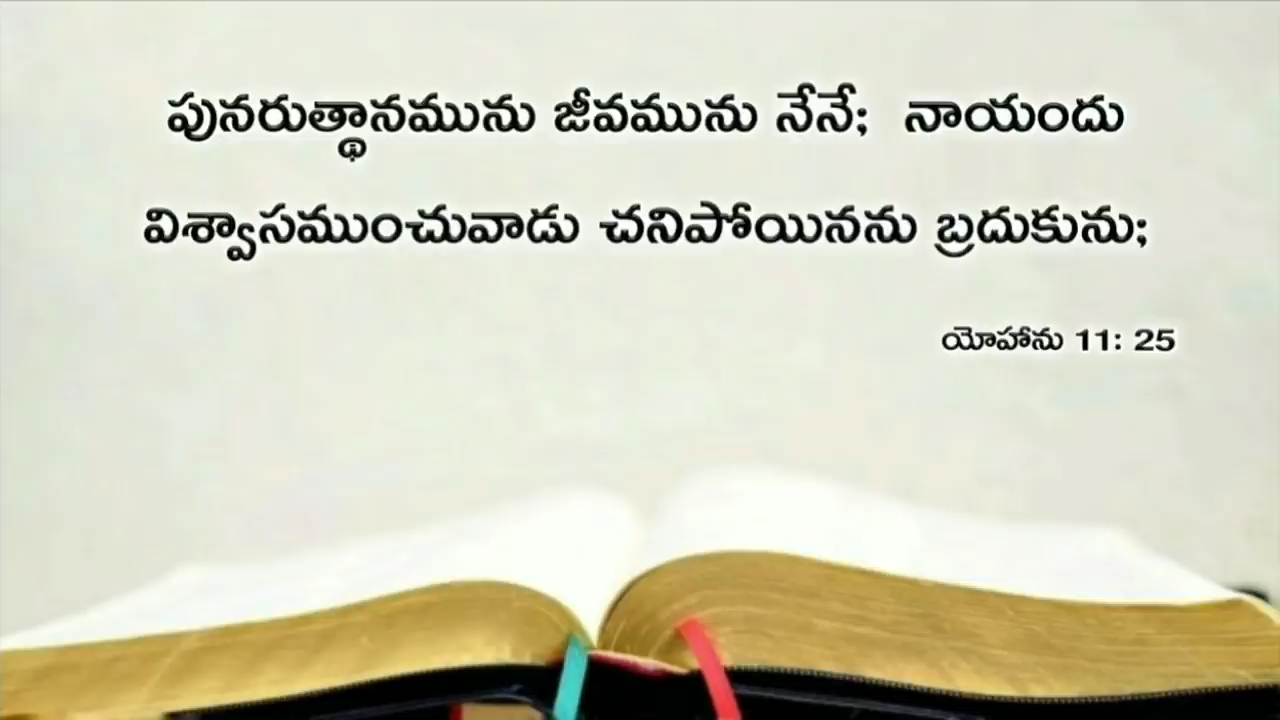 పునరుత్థానమును జీవమును నేనే; నాయందు
విశ్వాసముంచువాడు చనిపోయినను బ్రదుకును;
యోహాను 11: 25